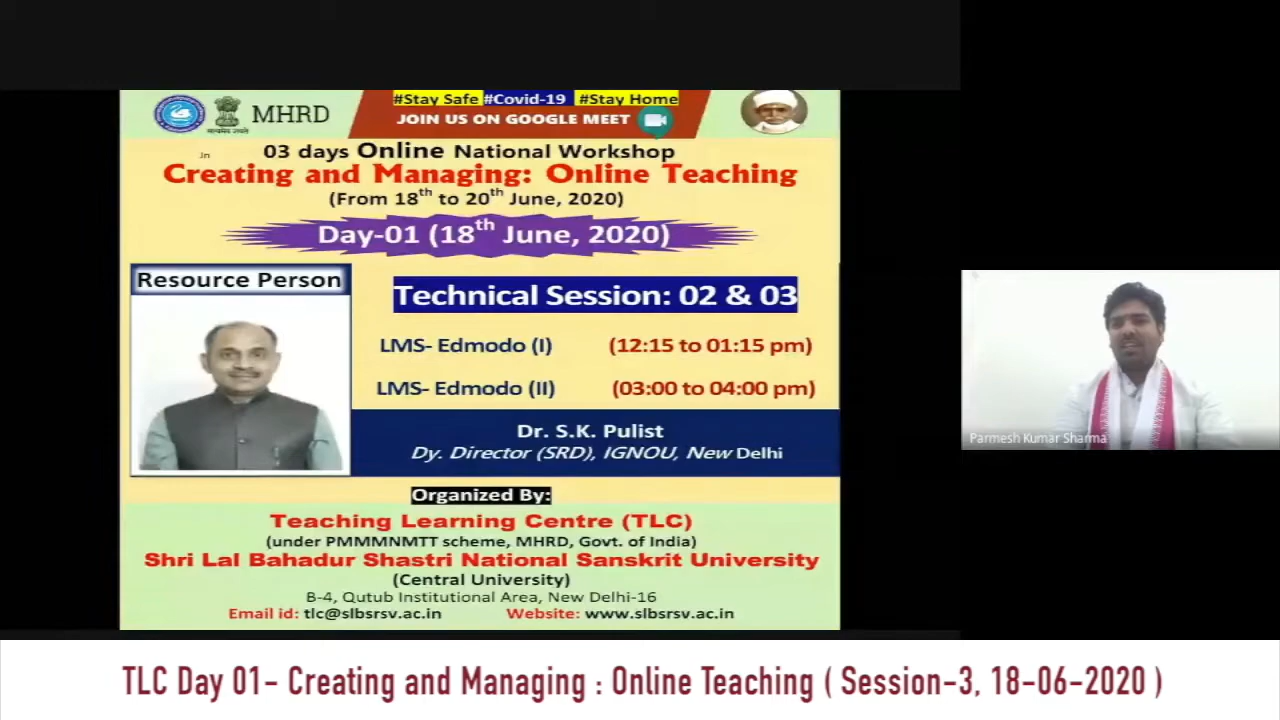 #Stay Safe #Covid-19 #Stay Home
MHRD
सत्यमेव जयते
JOIN US ON GOOGLE MEET
In
03 days Online National Workshop
Creating and Managing: Online Teaching
(From 18th to 20th June, 2020)
Day-01 (18th June, 2020)
Resource Person
Technical Session: 02 & 03
LMS- Edmodo (I) (12:15 to 01:15 pm)
LMS- Edmodo (II) (03:00 to 04:00 pm)
Dr. S.K. Pulist
Dy. Director (SRD), IGNOU, New Delhi
Parmesh Kumar Sharma
Organized By:
Teaching Learning Centre (TLC)
(under PMMMNMTT scheme, MHRD, Govt. of India)
Shri Lal Bahadur Shastri National Sanskrit University
(Central University)
B-4, Qutub Institutional Area, New Delhi-16
Email id: tlc@slbsrsv.ac.in Website: www.slbsrsv.ac.in
TLC Day 01- Creating and Managing : Online Teaching ( Session-3, 18-06-2020 )